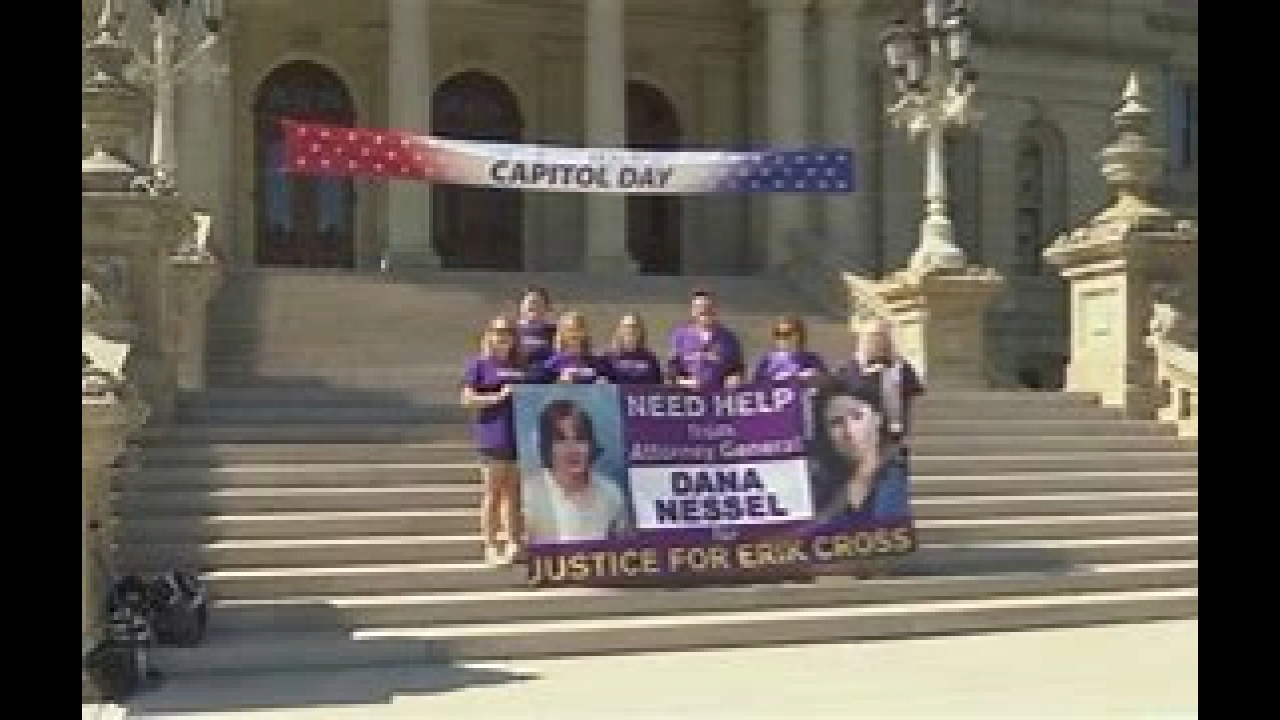 CAPITOL DAY
NEED HELP
from
Attorney General
DANA
NESSEL
for
JUSTICE FOR ERIK CROSS